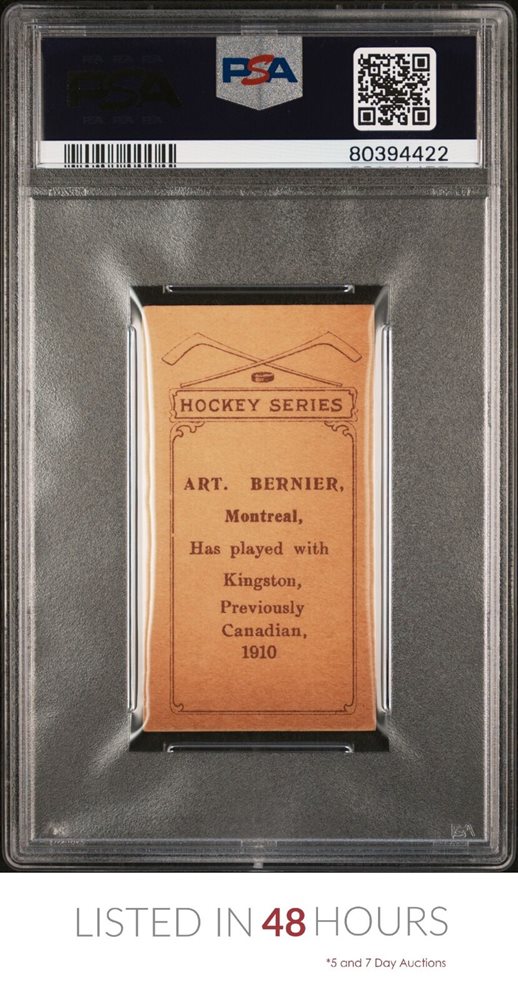 PSA
80394422
HOCKEY SERIES
ART. BERNIER,
Montreal,
Has played with
Kingston,
Previously
Canadian,
1910
LISTED IN 48 HOURS
*5 and 7 Day Auctions